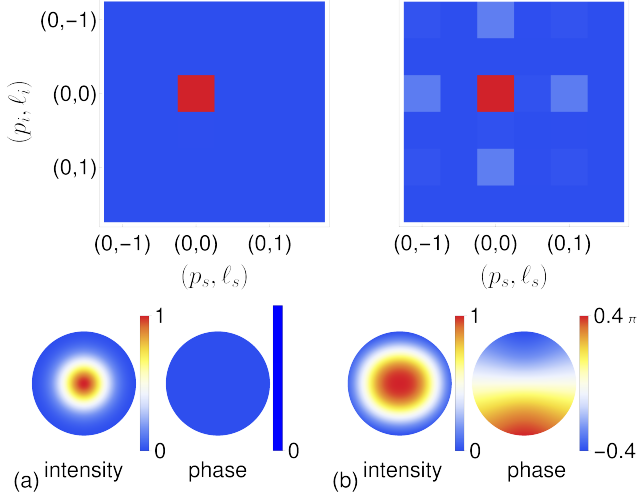 (0,−1)
(0,0)
(0,1)
(p_i, ℓ_i)
(0,−1) (0,0) (0,1)
(p_s, ℓ_s)
(0,−1) (0,0) (0,1)
(p_s, ℓ_s)
1
0
0
1
0
0.4 π
−0.4
(a) intensity phase
(b) intensity phase